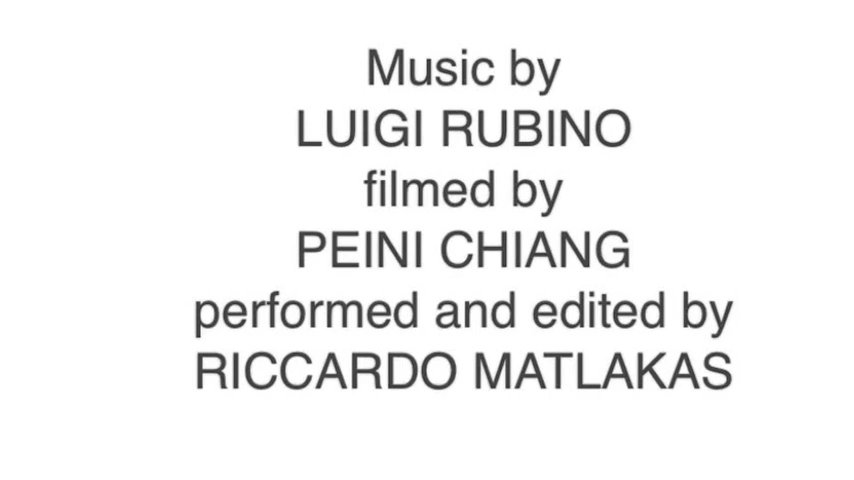 Music by
LUIGI RUBINO
filmed by
PEINI CHIANG
performed and edited by
RICCARDO MATLAKAS